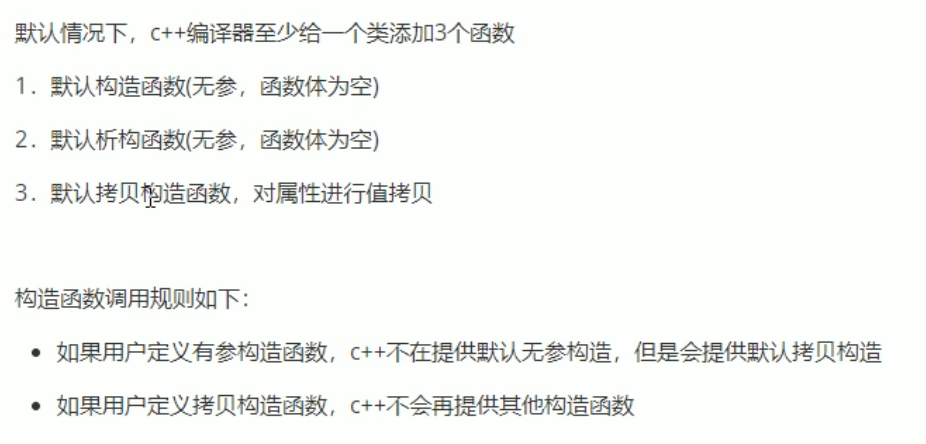 默认情况下，c++编译器至少给一个类添加3个函数
1. 默认构造函数(无参，函数体为空)
2. 默认析构函数(无参，函数体为空)
3. 默认拷贝构造函数，对属性进行值拷贝
构造函数调用规则如下：
• 如果用户定义有参构造函数，c++不在提供默认无参构造，但是会提供默认拷贝构造
• 如果用户定义拷贝构造函数，c++不会再提供其他构造函数